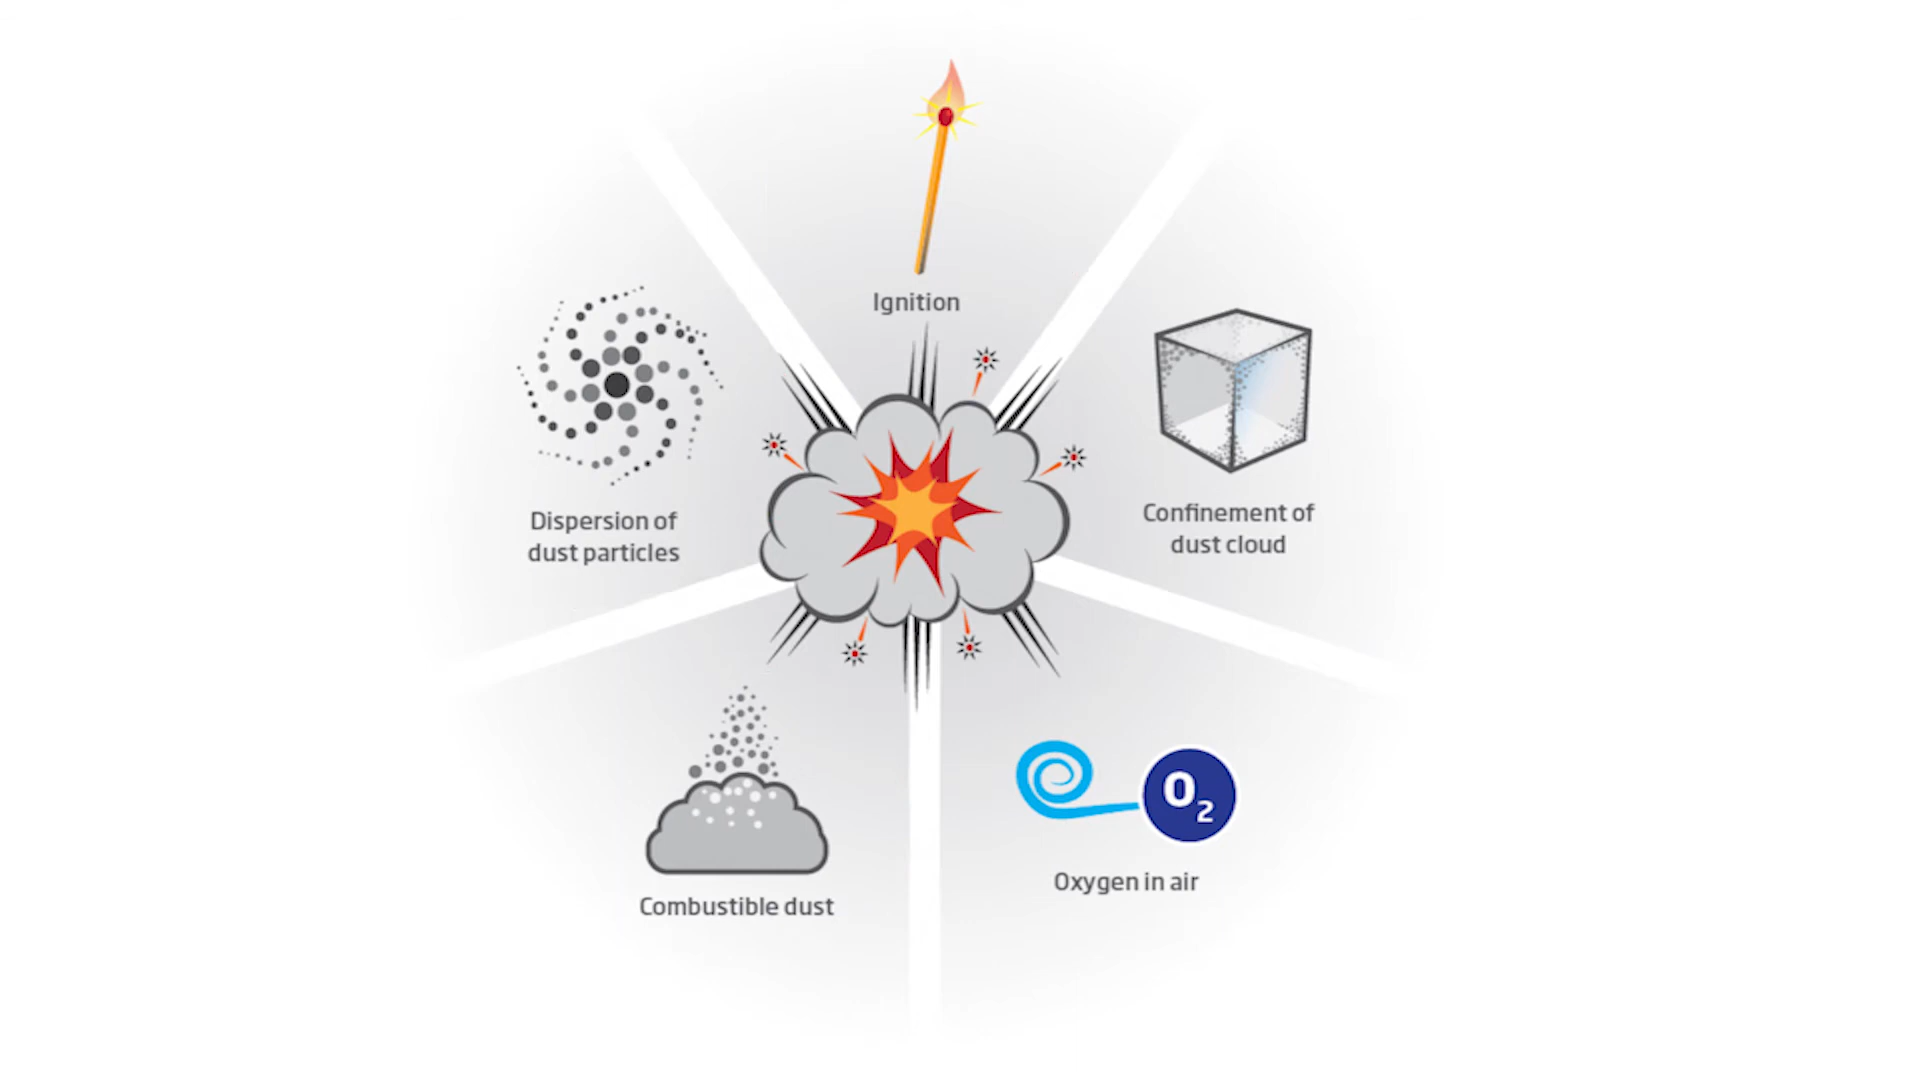 Ignition
Dispersion of
dust particles
Confinement of
dust cloud
Combustible dust
O2
Oxygen in air